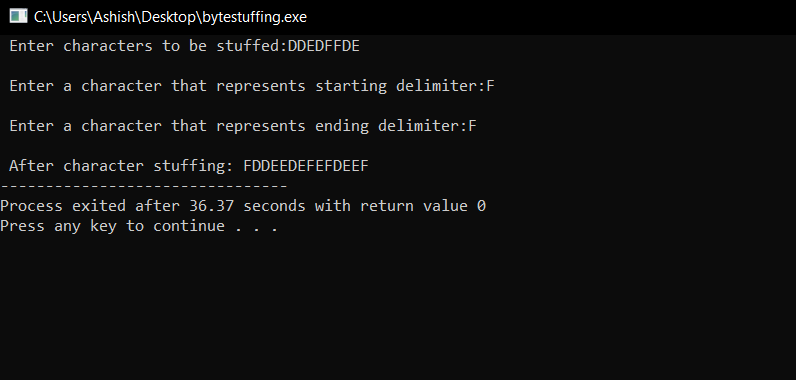 C:\Users\Ashish\Desktop\bytestuffing.exe
Enter characters to be stuffed:DDEDFFDE
Enter a character that represents starting delimiter:F
Enter a character that represents ending delimiter:F
After character stuffing: FDDEEDEFEFDEEF
--------------------------------
Process exited after 36.37 seconds with return value 0
Press any key to continue . . .